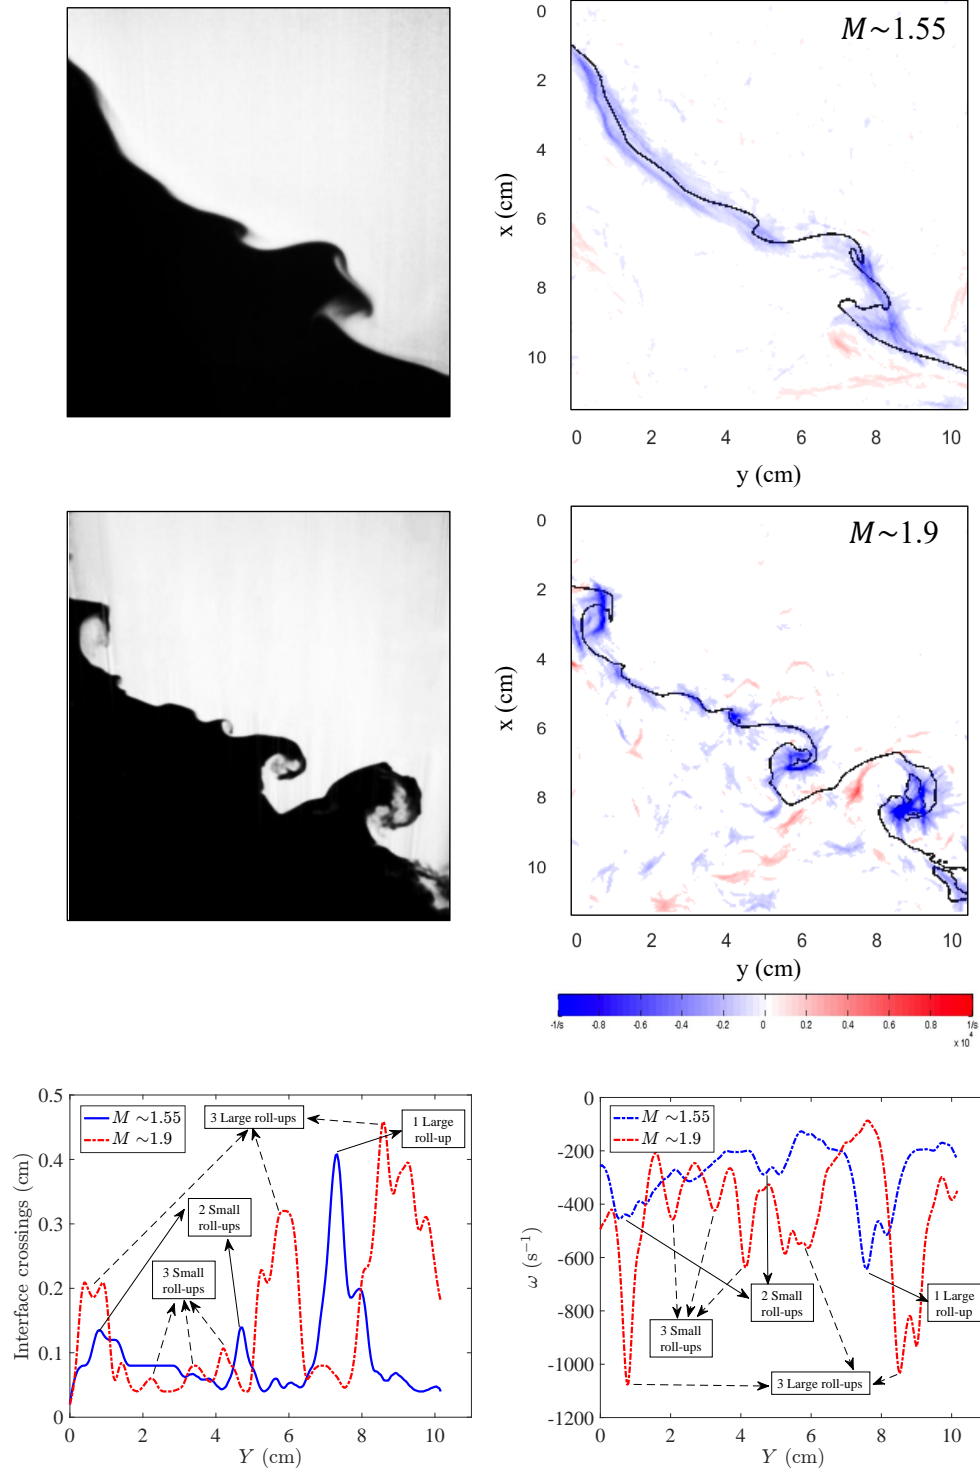 M~1.55
0
2
4
6
8
10
x (cm)
0 2 4 6 8 10
y (cm)
M~1.9
0
2
4
6
8
10
x (cm)
0 2 4 6 8 10
y (cm)
-1/s -0.8 -0.6 -0.4 -0.2 0 0.2 0.4 0.6 0.8 1/s
x 10⁴
0.5
0.4
0.3
0.2
0.1
0
Interface crossings (cm)
M ~1.55
M ~1.9
3 Large roll-ups
1 Large
roll-up
2 Small
roll-ups
3 Small
roll-ups
0 2 4 6 8 10
Y (cm)
0
-200
-400
-600
-800
-1000
-1200
ω (s⁻¹)
M ~1.55
M ~1.9
2 Small
roll-ups
1 Large
roll-up
3 Small
roll-ups
3 Large roll-ups
0 2 4 6 8 10
Y (cm)